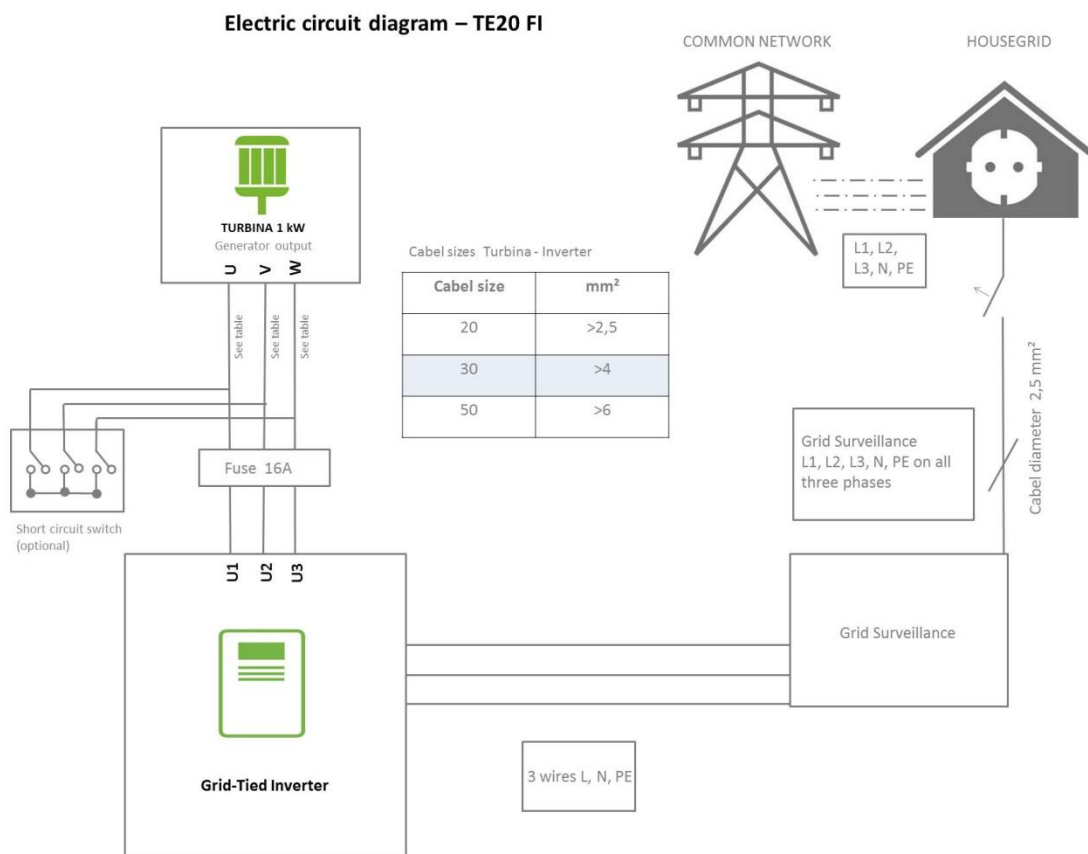 Electric circuit diagram – TE20 FI
COMMON NETWORK
HOUSEGRID
TURBINA 1 kW
Generator output
U
V
W
See table
See table
See table
Cabel sizes Turbina - Inverter
Cabel size mm²
20 >2,5
30 >4
50 >6
L1, L2,
L3, N, PE
Cabel diameter 2,5 mm²
Grid Surveillance
L1, L2, L3, N, PE on all
three phases
Fuse 16A
Short circuit switch
(optional)
U1
U2
U3
Grid-Tied Inverter
Grid Surveillance
3 wires L, N, PE